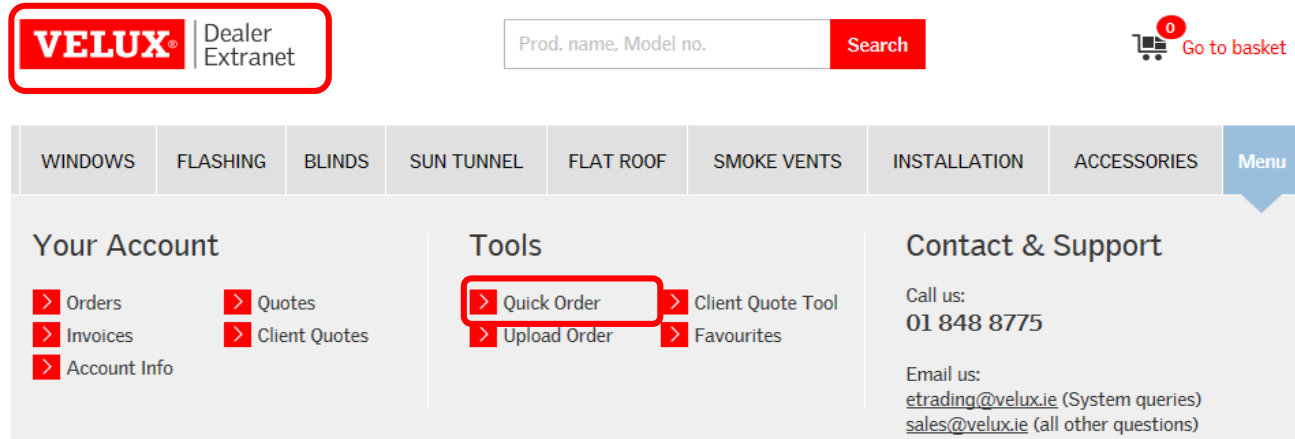 VELUX® Dealer
Extranet
Prod. name, Model no.
Search
0
Go to basket
WINDOWS FLASHING BLINDS SUN TUNNEL FLAT ROOF SMOKE VENTS INSTALLATION ACCESSORIES Menu
Your Account
Orders Quotes
Invoices Client Quotes
Account Info
Tools
Quick Order Client Quote Tool
Upload Order Favourites
Contact & Support
Call us:
01 848 8775
Email us:
etrading@velux.ie (System queries)
sales@velux.ie (all other questions)